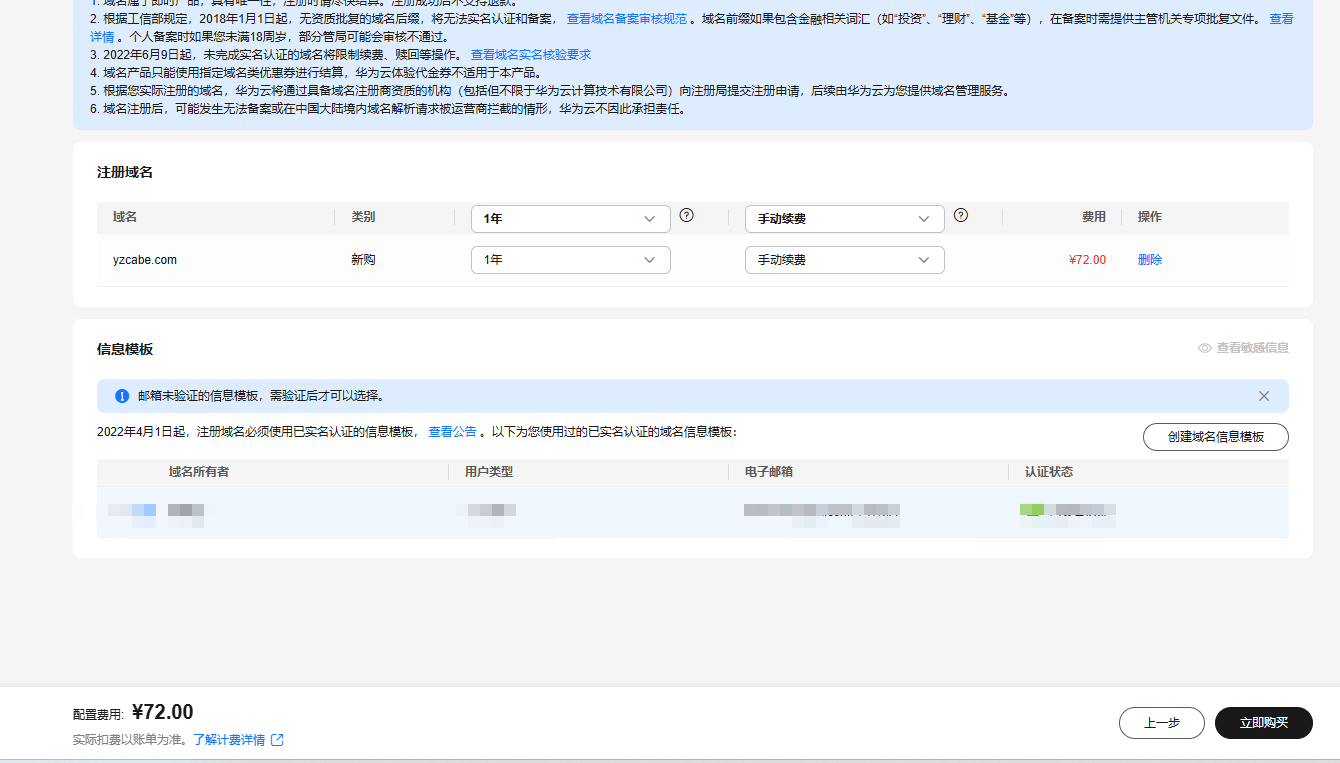 1. 域名属于即时产品，具有唯一性，注册时请尽快结算。注册成功后不支持退款。
2. 根据工信部规定，2018年1月1日起，无资质批复的域名后缀，将无法实名认证和备案， 查看域名备案审核规范 。域名前缀如果包含金融相关词汇（如“投资”、“理财”、“基金”等），在备案时需提供主管机关专项批复文件。 查看
详情 。个人备案时如果您未满18周岁，部分管局可能会审核不通过。
3. 2022年6月9日起，未完成实名认证的域名将限制续费、赎回等操作。 查看域名实名核验要求
4. 域名产品只能使用指定域名类优惠券进行结算，华为云体验代金券不适用于本产品。
5. 根据您实际注册的域名，华为云将通过具备域名注册商资质的机构（包括但不限于华为云计算技术有限公司）向注册局提交注册申请，后续由华为云为您提供域名管理服务。
6. 域名注册后，可能发生无法备案或在中国大陆境内域名解析请求被运营商拦截的情形，华为云不因此承担责任。
注册域名
域名 类别 1年 手动续费 费用 操作
yzcabe.com 新购 1年 手动续费 ¥72.00 删除
信息模板 查看敏感信息
邮箱未验证的信息模板，需验证后才可以选择。
2022年4月1日起，注册域名必须使用已实名认证的信息模板， 查看公告 。以下为您使用过的已实名认证的域名信息模板：
创建域名信息模板
域名所有者 用户类型 电子邮箱 认证状态
配置费用: ¥72.00
实际扣费以账单为准。 了解计费详情
上一步 立即购买